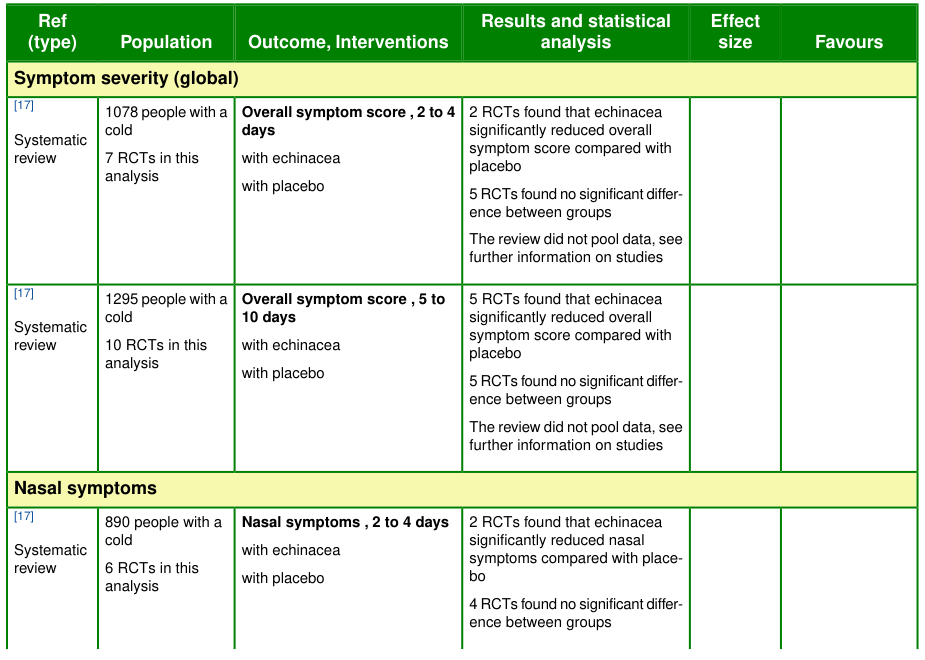 Ref (type)
Population
Outcome, Interventions
Results and statistical analysis
Effect size
Favours
Symptom severity (global)
[17]
Systematic
review
1078 people with a
cold
7 RCTs in this
analysis
Overall symptom score , 2 to 4
days
with echinacea
with placebo
2 RCTs found that echinacea
significantly reduced overall
symptom score compared with
placebo
5 RCTs found no significant differ-
ence between groups
The review did not pool data, see
further information on studies
[17]
Systematic
review
1295 people with a
cold
10 RCTs in this
analysis
Overall symptom score , 5 to
10 days
with echinacea
with placebo
5 RCTs found that echinacea
significantly reduced overall
symptom score compared with
placebo
5 RCTs found no significant differ-
ence between groups
The review did not pool data, see
further information on studies
Nasal symptoms
[17]
Systematic
review
890 people with a
cold
6 RCTs in this
analysis
Nasal symptoms , 2 to 4 days
with echinacea
with placebo
2 RCTs found that echinacea
significantly reduced nasal
symptoms compared with place-
bo
4 RCTs found no significant differ-
ence between groups